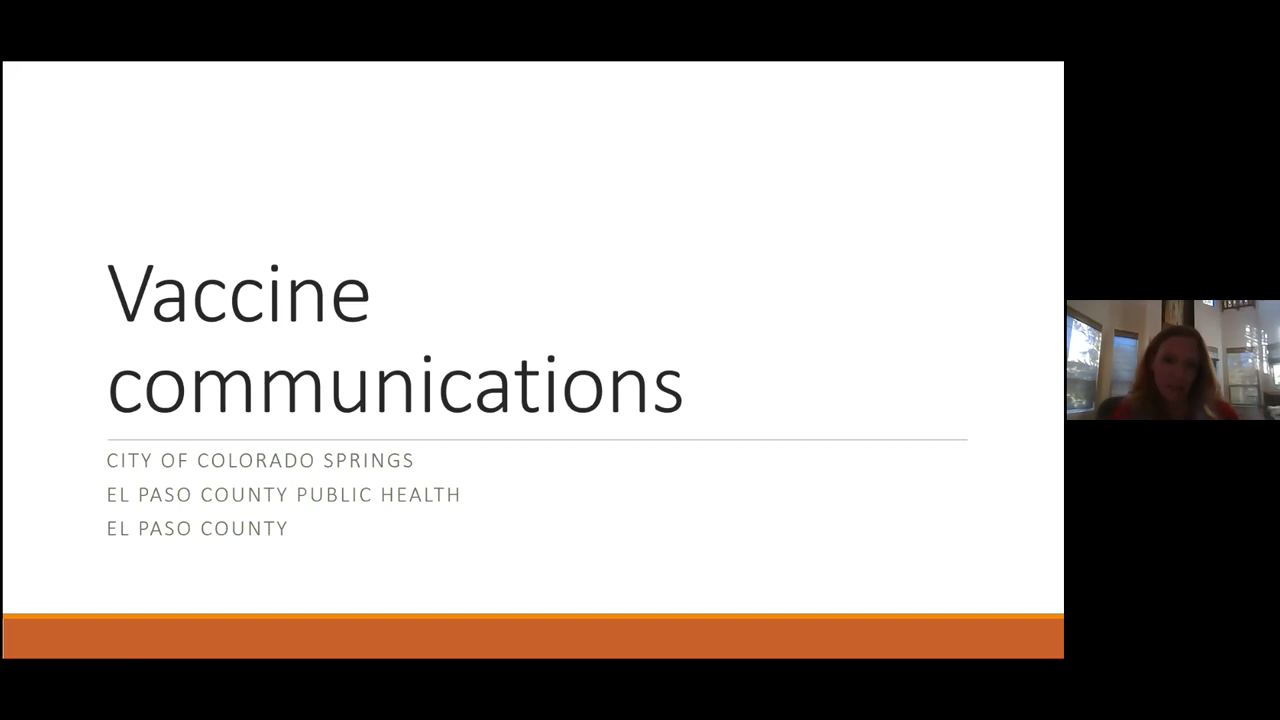 Vaccine
communications
CITY OF COLORADO SPRINGS
EL PASO COUNTY PUBLIC HEALTH
EL PASO COUNTY